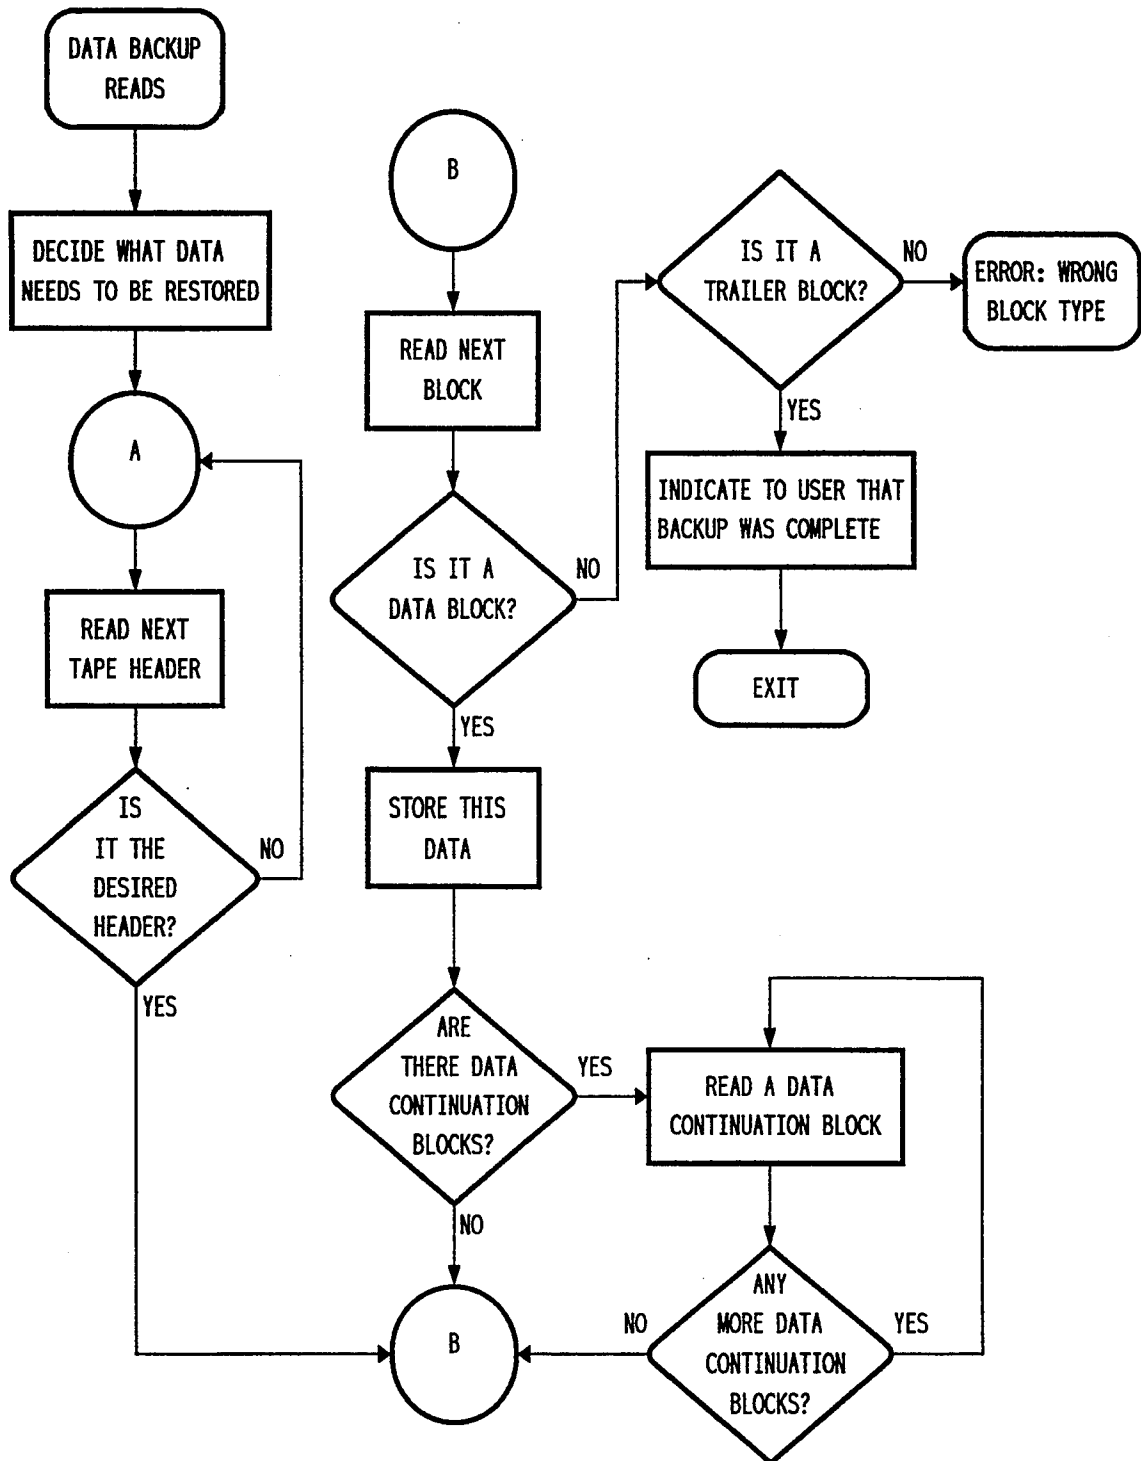 DATA BACKUP
READS
DECIDE WHAT DATA
NEEDS TO BE RESTORED
A
READ NEXT
TAPE HEADER
IS
IT THE
DESIRED
HEADER?
NO
YES
B
READ NEXT
BLOCK
IS IT A
DATA BLOCK?
NO
YES
STORE THIS
DATA
ARE
THERE DATA
CONTINUATION
BLOCKS?
YES
NO
B
IS IT A
TRAILER BLOCK?
NO
ERROR: WRONG
BLOCK TYPE
YES
INDICATE TO USER THAT
BACKUP WAS COMPLETE
EXIT
READ A DATA
CONTINUATION BLOCK
ANY
MORE DATA
CONTINUATION
BLOCKS?
NO
YES